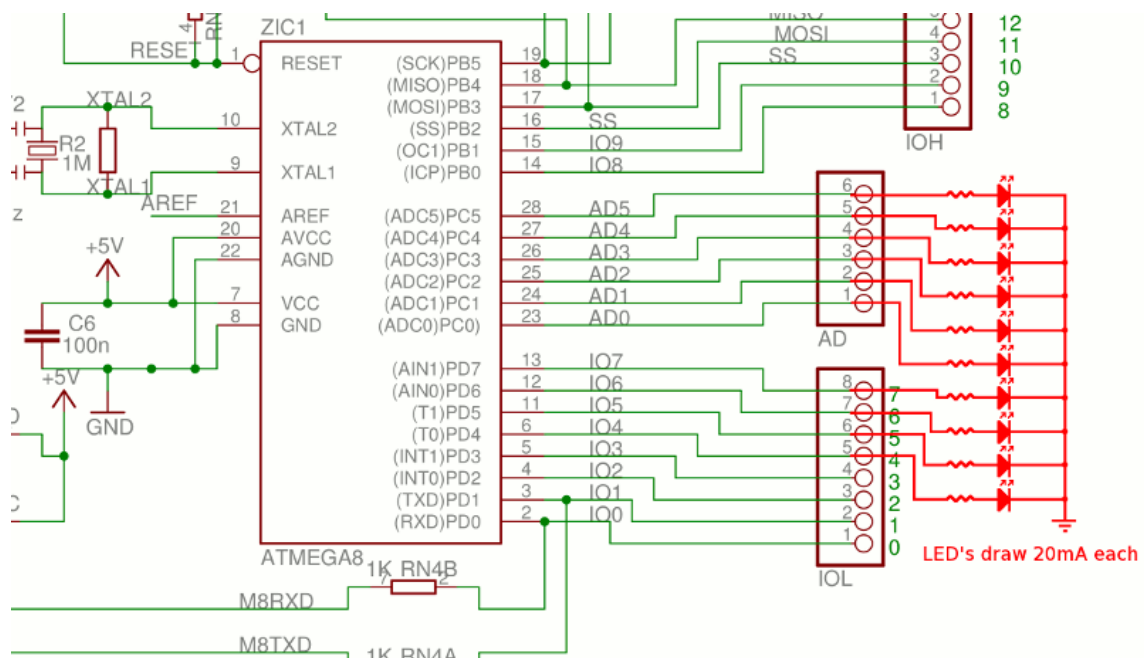 ZIC1
4
RN
RESET
1
RESET
(SCK)PB5
19
(MISO)PB4
18
(MOSI)PB3
17
(SS)PB2
16
SS
(OC1)PB1
15
IO9
(ICP)PB0
14
IO8
MISO
MOSI
SS
5
12
4
11
3
10
2
9
1
8
IOH
XTAL2
10
XTAL2
R2
1M
9
XTAL1
XTAL1
z
AREF
21
AREF
20
AVCC
22
AGND
+5V
7
VCC
8
GND
C6
100n
+5V
GND
(ADC5)PC5
28
AD5
(ADC4)PC4
27
AD4
(ADC3)PC3
26
AD3
(ADC2)PC2
25
AD2
(ADC1)PC1
24
AD1
(ADC0)PC0)
23
AD0
6
5
4
3
2
1
AD
(AIN1)PD7
13
IO7
(AIN0)PD6
12
IO6
(T1)PD5
11
IO5
(T0)PD4
6
IO4
(INT1)PD3
5
IO3
(INT0)PD2
4
IO2
(TXD)PD1
3
IO1
(RXD)PD0
2
IO0
8
7
7
6
6
5
5
4
4
3
3
2
2
1
1
0
IOL
LED's draw 20mA each
ATMEGA8
1K RN4B
7
2
M8RXD
M8TXD
1K RN4A